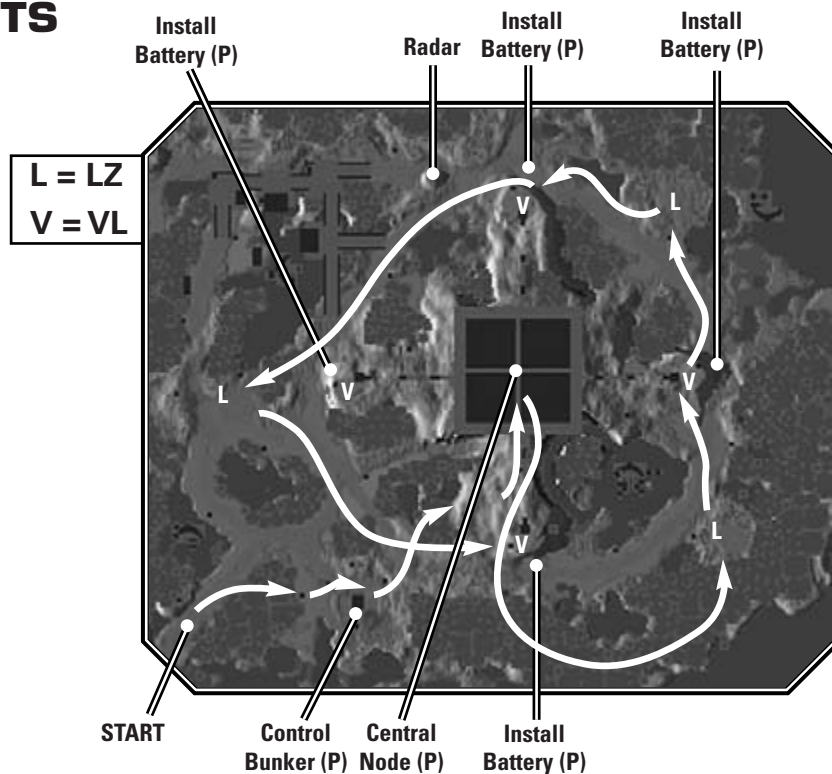 TS
Install
Battery (P)
Radar
Install
Battery (P)
Install
Battery (P)
L = LZ
V = VL
L
V
L
V
V
L
V
START
Control
Bunker (P)
Central
Node (P)
Install
Battery (P)